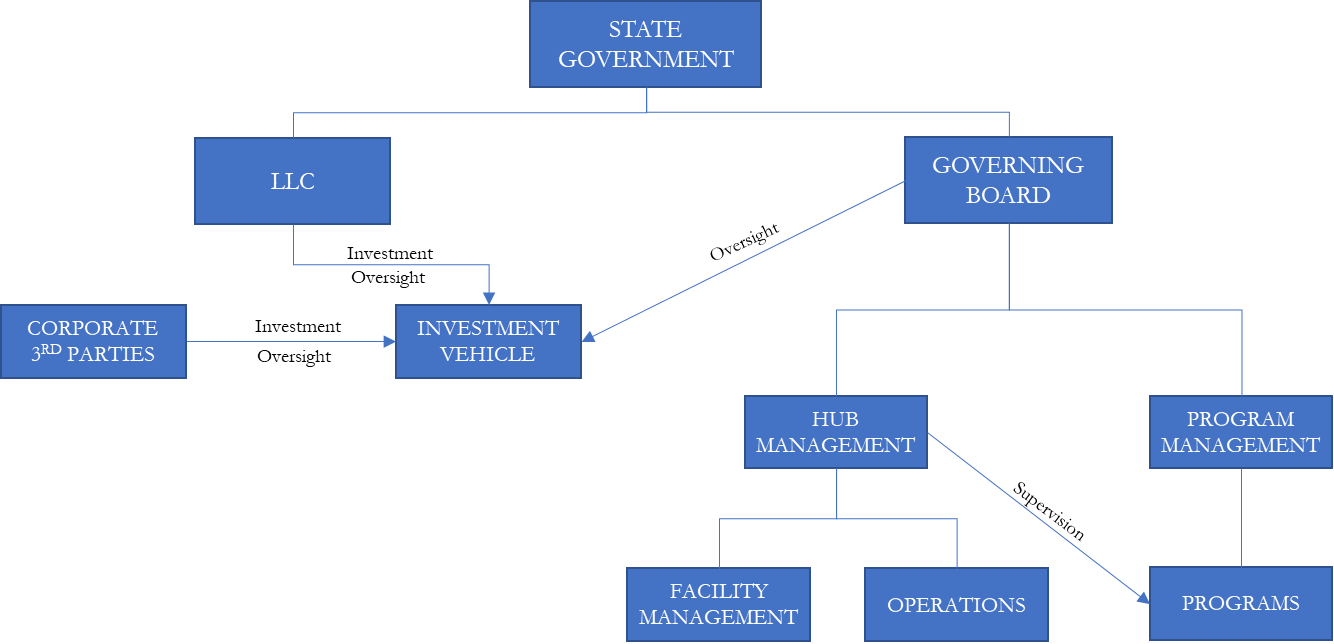 STATE
GOVERNMENT
LLC
GOVERNING
BOARD
Investment
Oversight
Oversight
CORPORATE
3RD PARTIES
Investment
Oversight
INVESTMENT
VEHICLE
HUB
MANAGEMENT
PROGRAM
MANAGEMENT
Supervision
FACILITY
MANAGEMENT
OPERATIONS
PROGRAMS